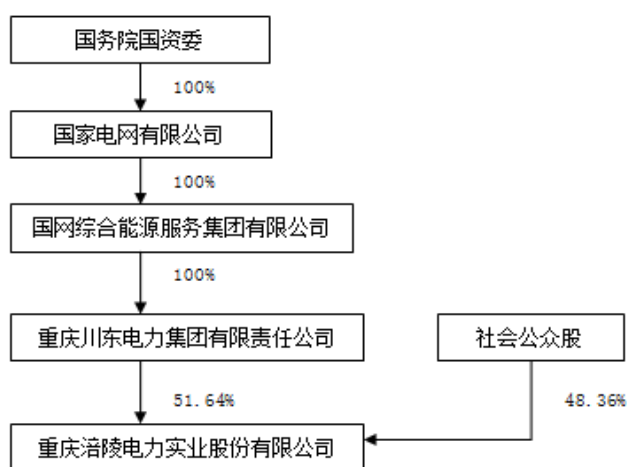 国务院国资委
100%
国家电网有限公司
100%
国网综合能源服务集团有限公司
100%
重庆川东电力集团有限责任公司
社会公众股
51.64%
48.36%
重庆涪陵电力实业股份有限公司